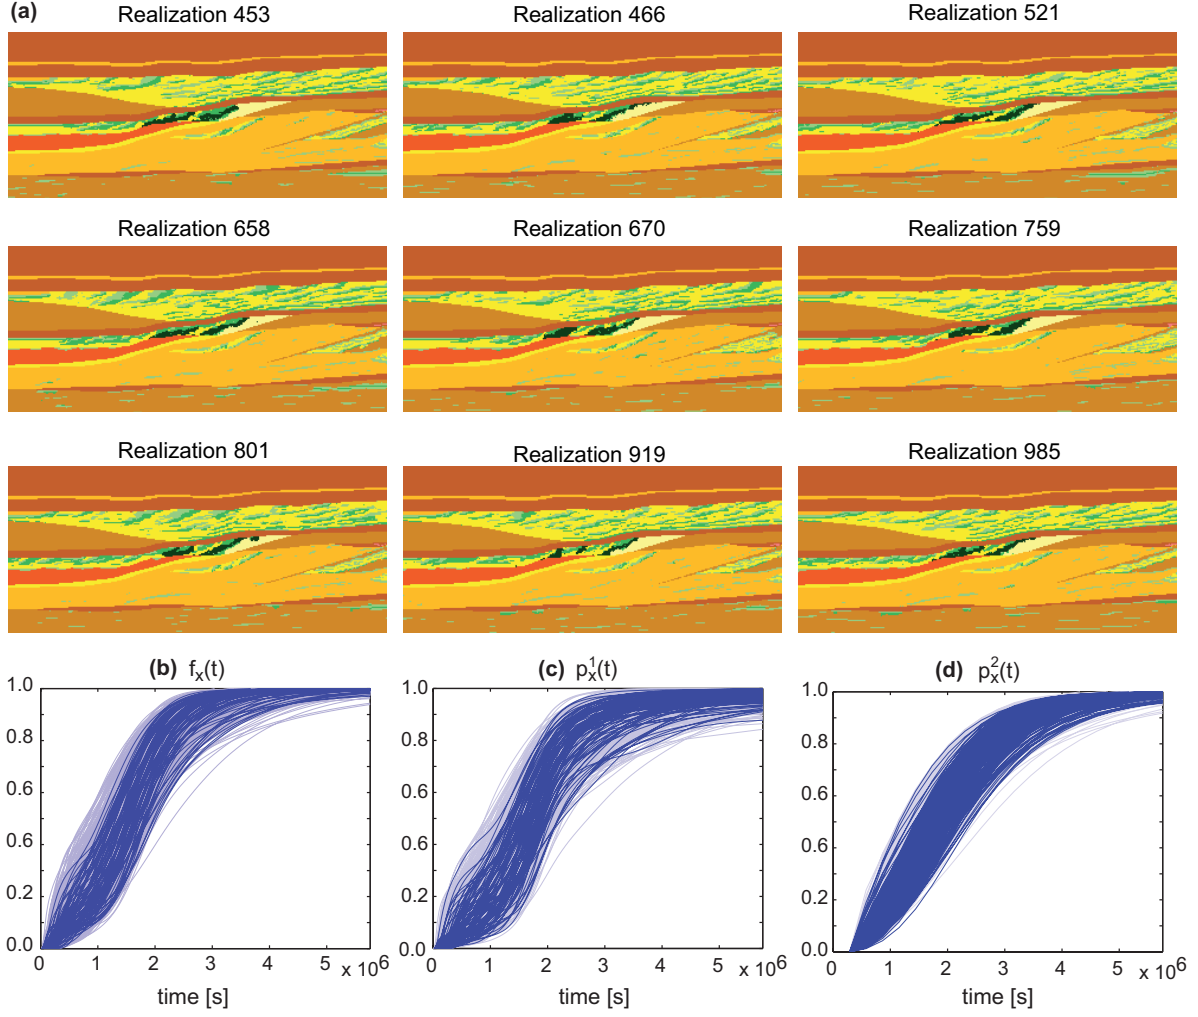 (a)
Realization 453
Realization 466
Realization 521
Realization 658
Realization 670
Realization 759
Realization 801
Realization 919
Realization 985
(b) fx(t)
1.0
0.8
0.6
0.6
0.2
0.0
0 1 2 3 4 5 x 10^6
time [s]
(c) p_x^1(t)
1.0
0.8
0.6
0.6
0.2
0.0
0 1 2 3 4 5 x 10^6
time [s]
(d) p_x^2(t)
1.0
0.8
0.6
0.6
0.2
0.0
0 1 2 3 4 5 x 10^6
time [s]